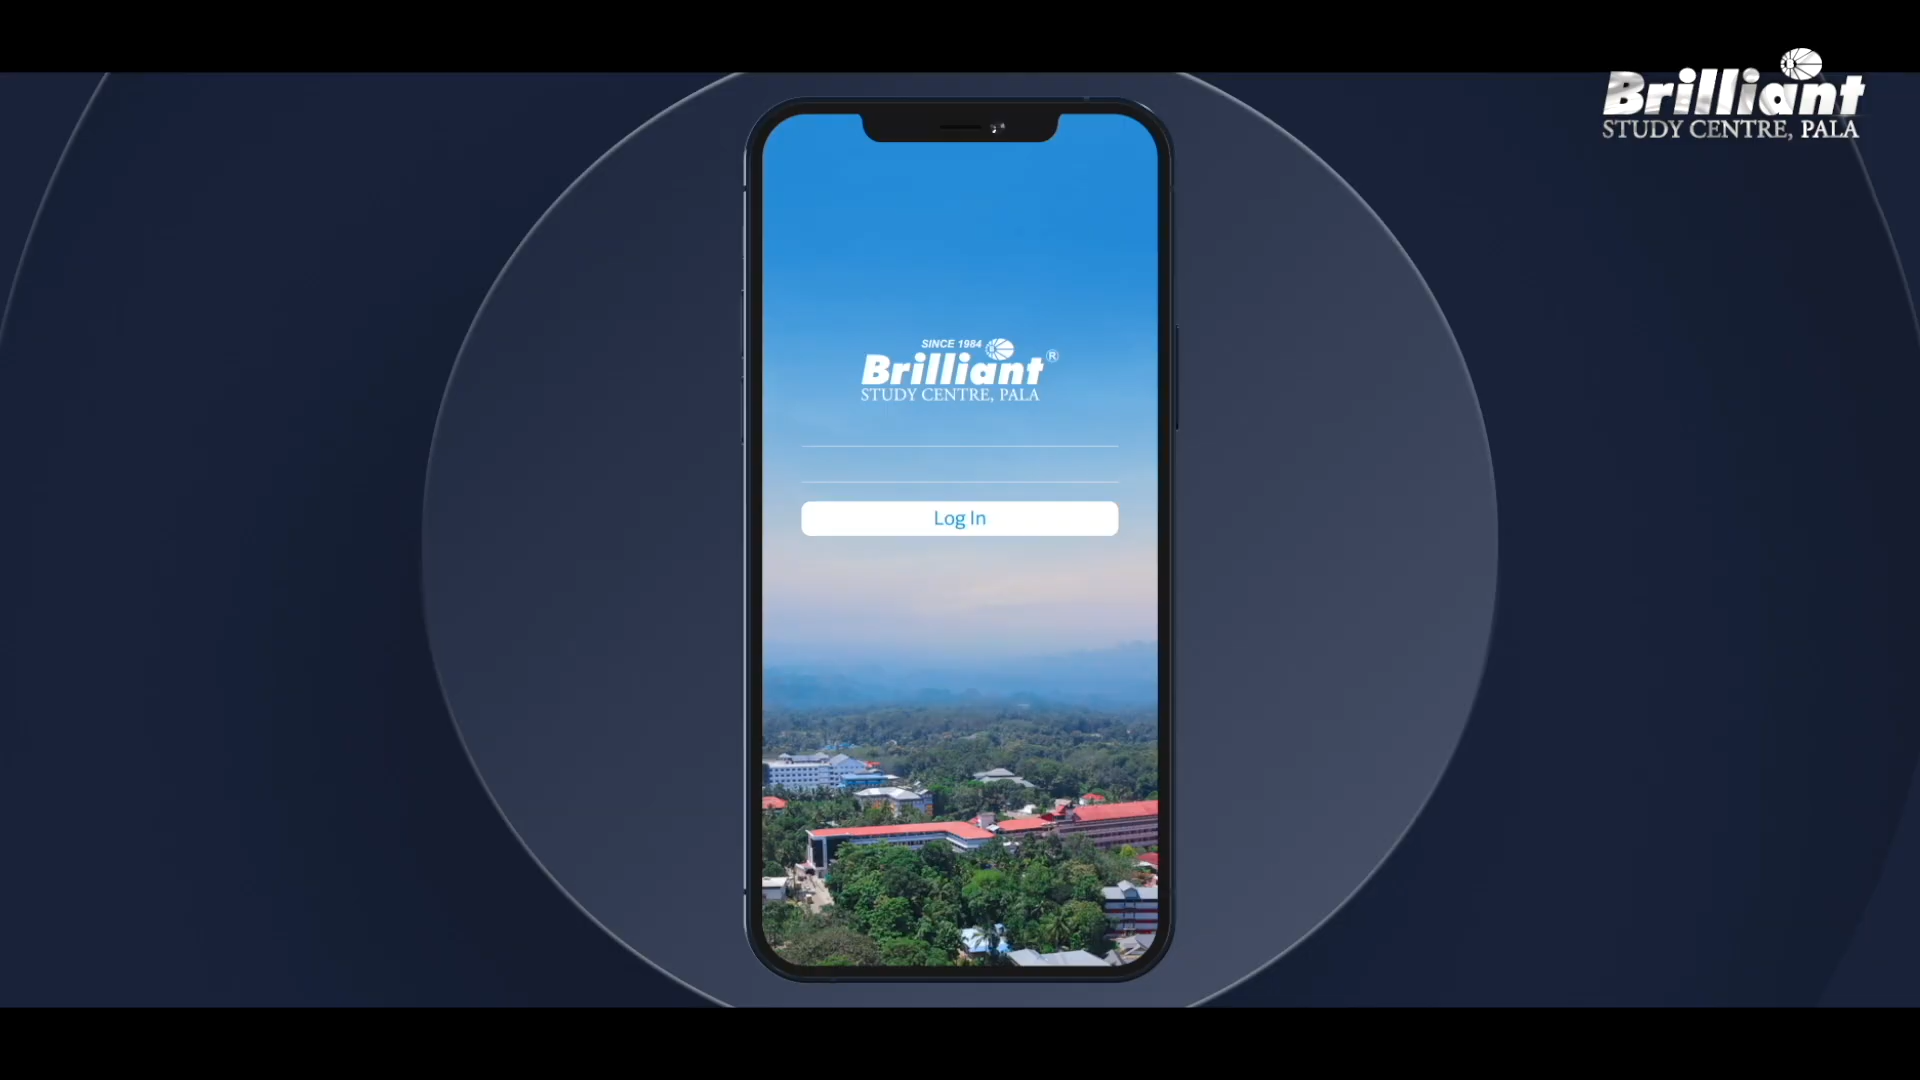 Brilliant
STUDY CENTRE, PALA
SINCE 1984
Brilliant ®
STUDY CENTRE, PALA
Log In